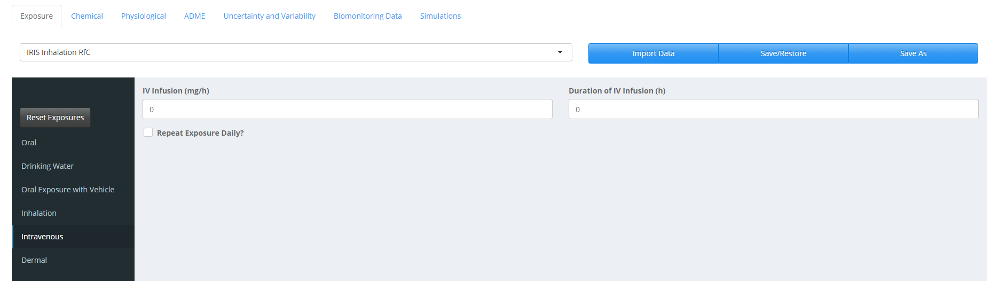 Exposure Chemical Physiological ADME Uncertainty and Variability Biomonitoring Data Simulations
IRIS Inhalation RfC
Import Data Save/Restore Save As
Reset Exposures
Oral
Drinking Water
Oral Exposure with Vehicle
Inhalation
Intravenous
Dermal
IV Infusion (mg/h) Duration of IV Infusion (h)
0 0
Repeat Exposure Daily?